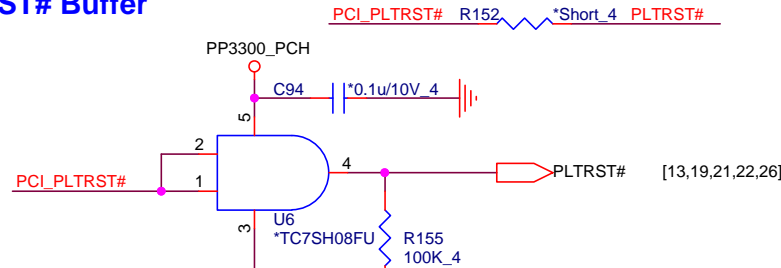 ST# Buffer
PCI_PLTRST# R152 *Short_4 PLTRST#
PP3300_PCH
C94 *0.1u/10V_4
5
2
4
PLTRST# [13,19,21,22,26]
PCI_PLTRST# 1
3
U6
*TC7SH08FU
R155
100K_4